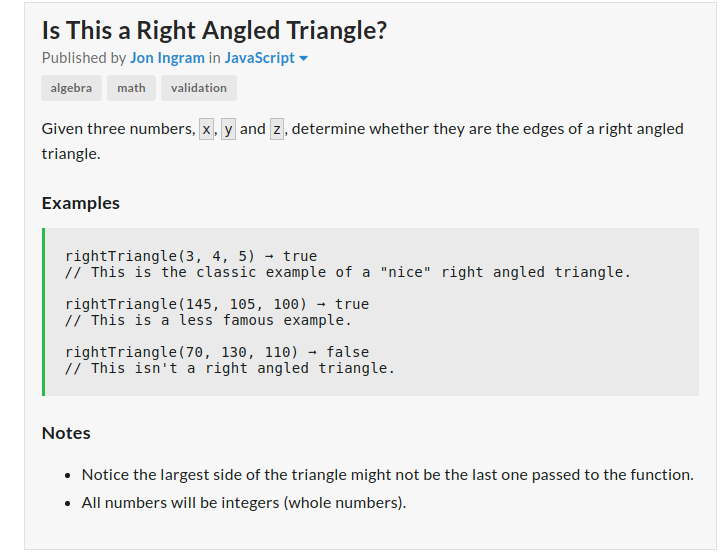 Is This a Right Angled Triangle?
Published by Jon Ingram in JavaScript
algebra math validation
Given three numbers, x, y and z, determine whether they are the edges of a right angled
triangle.
Examples
rightTriangle(3, 4, 5) → true
// This is the classic example of a "nice" right angled triangle.
rightTriangle(145, 105, 100) → true
// This is a less famous example.
rightTriangle(70, 130, 110) → false
// This isn't a right angled triangle.
Notes
• Notice the largest side of the triangle might not be the last one passed to the function.
• All numbers will be integers (whole numbers).